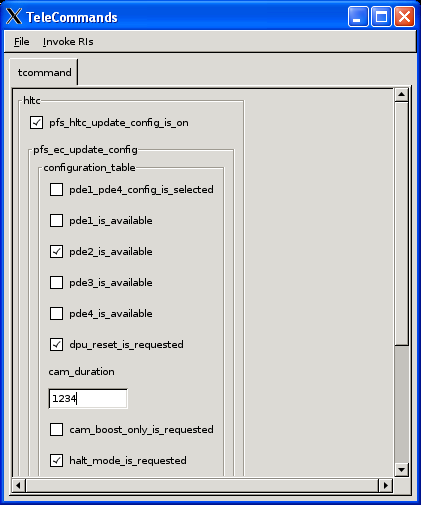 TeleCommands
File Invoke RIs
tcommand
hltc
pfs_hltc_update_config_is_on
pfs_ec_update_config
configuration_table
pde1_pde4_config_is_selected
pde1_is_available
pde2_is_available
pde3_is_available
pde4_is_available
dpu_reset_is_requested
cam_duration
1234
cam_boost_only_is_requested
halt_mode_is_requested